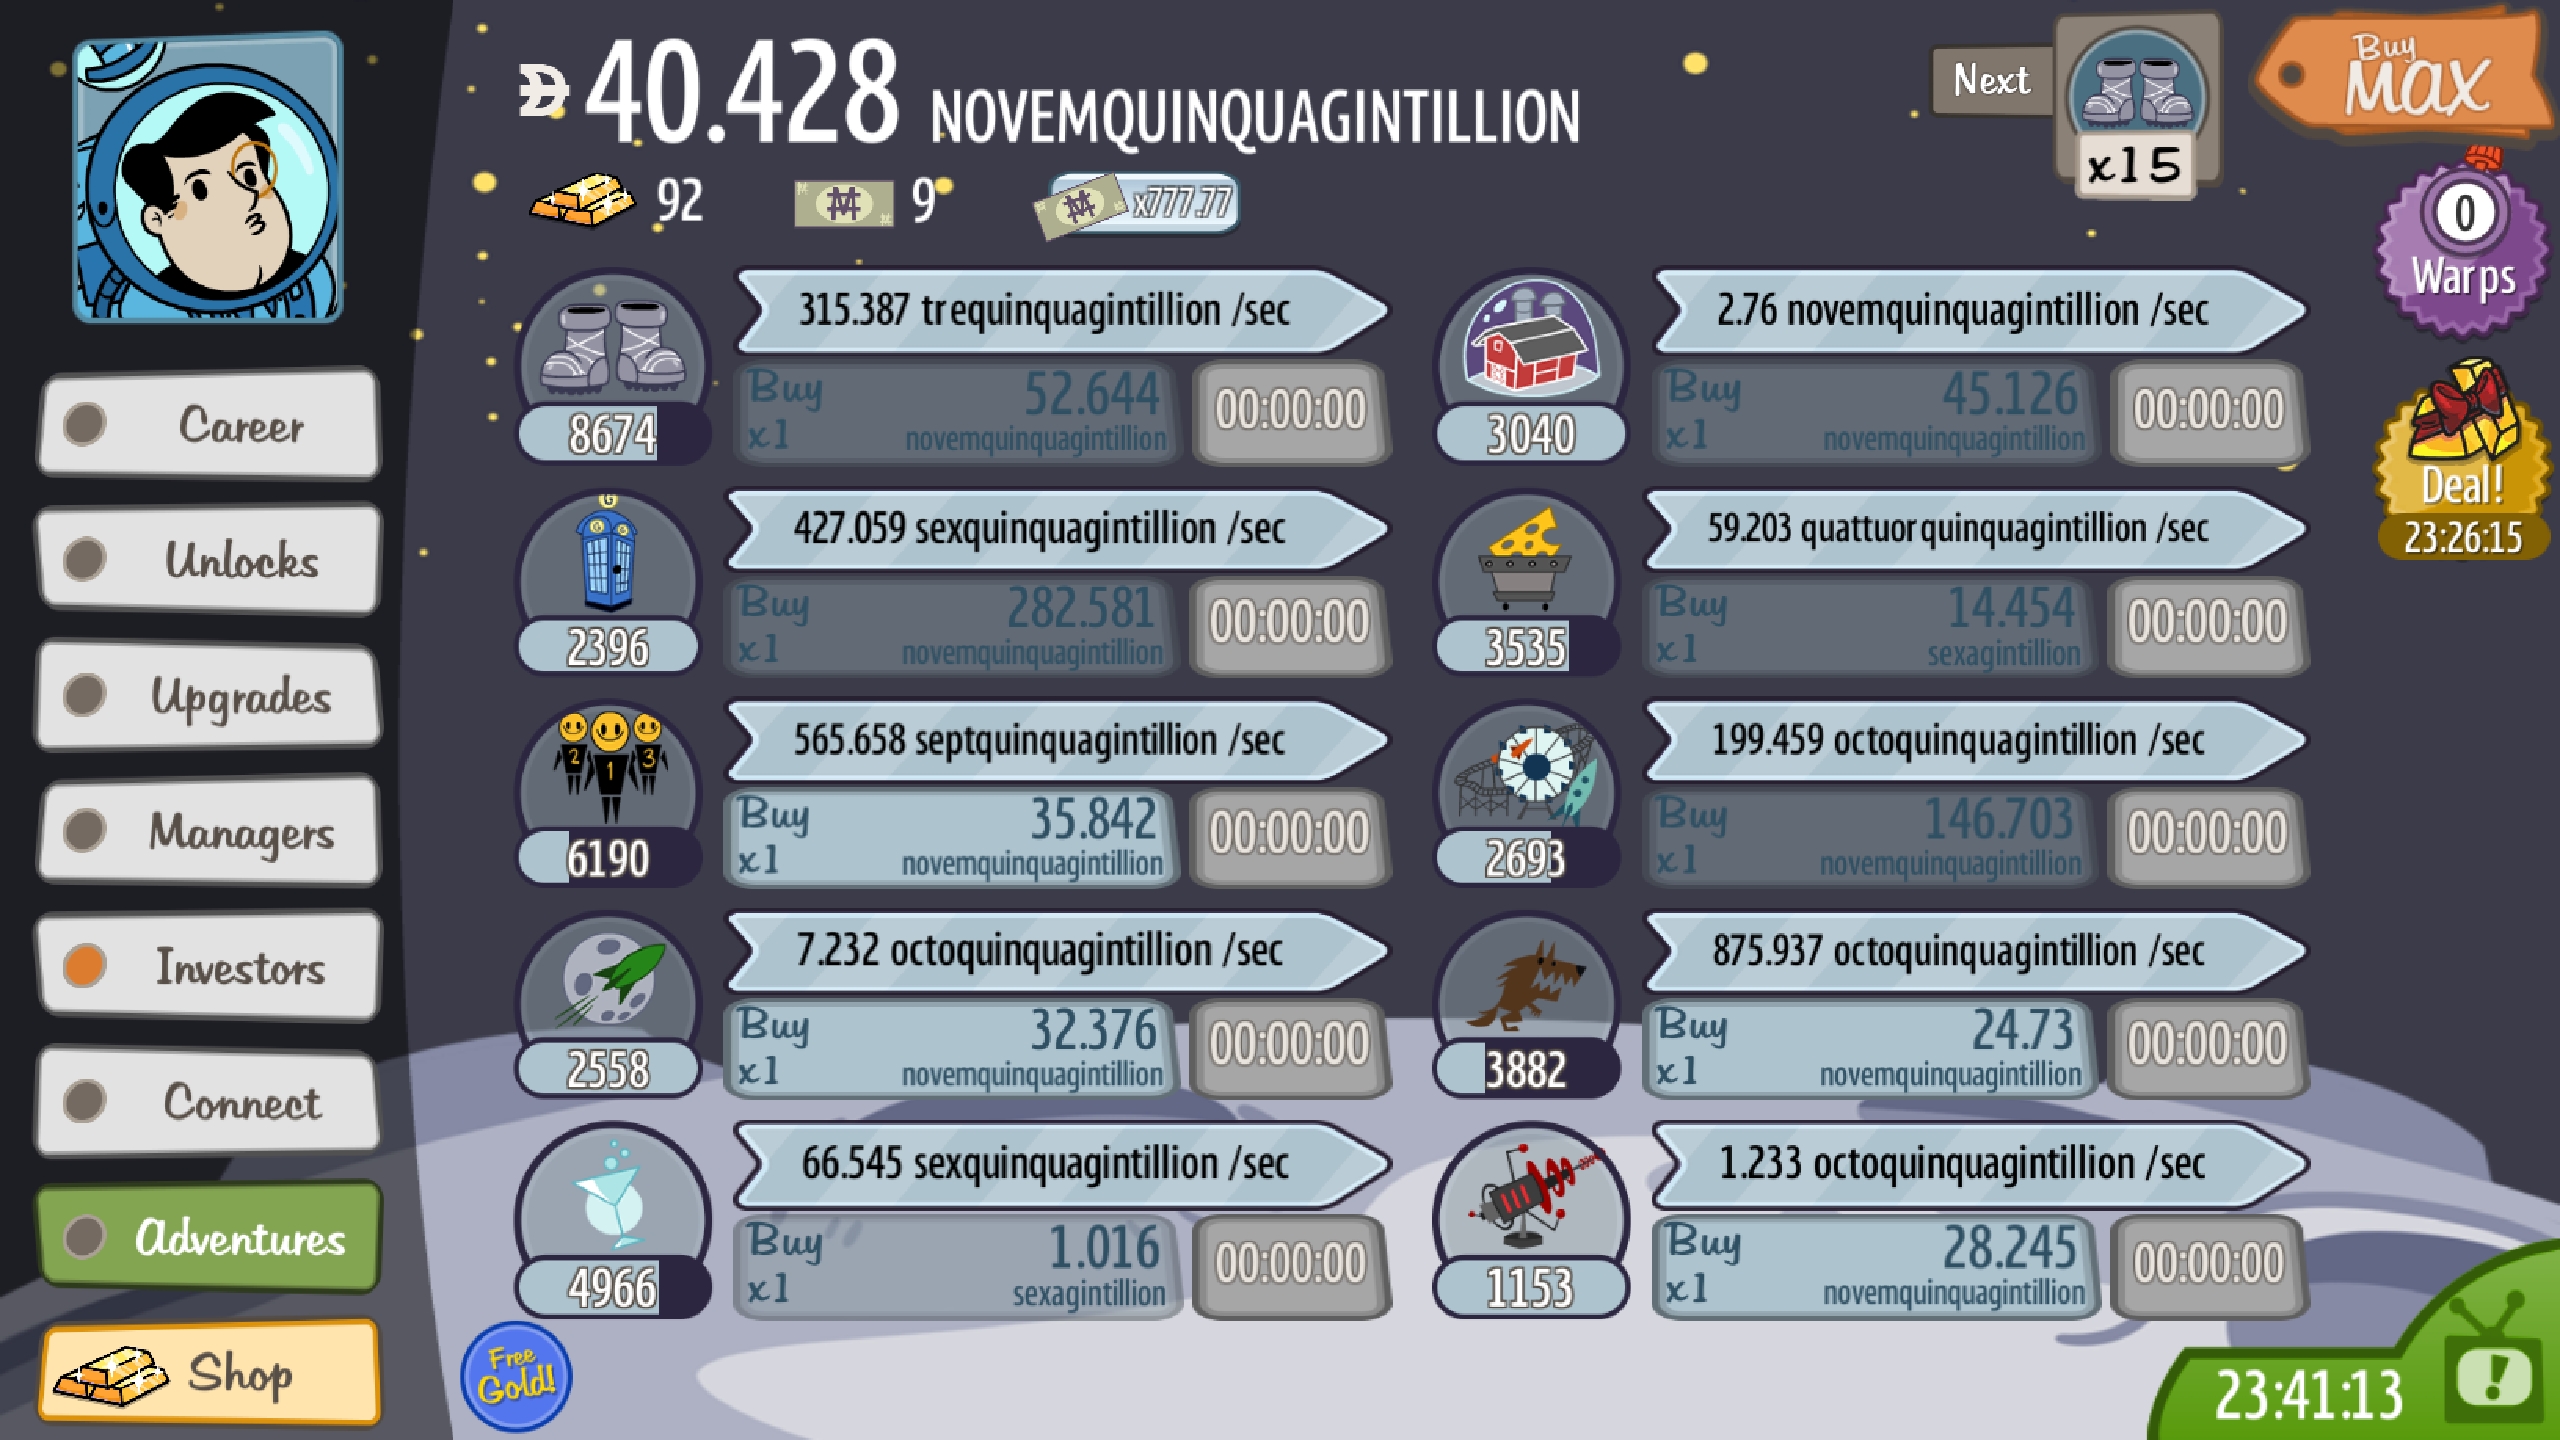 40.428 NOVEMQUINQUAGINTILLION
Next
x15
Buy
MAX
92
9
x777.77
0
Warps
Deal!
23:26:15
Career
Unlocks
Upgrades
Managers
Investors
Connect
Adventures
Shop
315.387 trequinquagintillion /sec
8674
Buy 52.644
x1 novemquinquagintillion
00:00:00
2.76 novemquinquagintillion /sec
3040
Buy 45.126
x1 novemquinquagintillion
00:00:00
G
427.059 sexquinquagintillion /sec
2396
Buy 282.581
x1 novemquinquagintillion
00:00:00
59.203 quattuorquinquagintillion /sec
3535
Buy 14.454
x1 sexagintillion
00:00:00
2 1 3
565.658 septquinquagintillion /sec
6190
Buy 35.842
x1 novemquinquagintillion
00:00:00
199.459 octoquinquagintillion /sec
2693
Buy 146.703
x1 novemquinquagintillion
00:00:00
7.232 octoquinquagintillion /sec
2558
Buy 32.376
x1 novemquinquagintillion
00:00:00
875.937 octoquinquagintillion /sec
3882
Buy 24.73
x1 novemquinquagintillion
00:00:00
66.545 sexquinquagintillion /sec
4966
Buy 1.016
x1 sexagintillion
00:00:00
1.233 octoquinquagintillion /sec
1153
Buy 28.245
x1 novemquinquagintillion
00:00:00
Free
Gold!
23:41:13
!